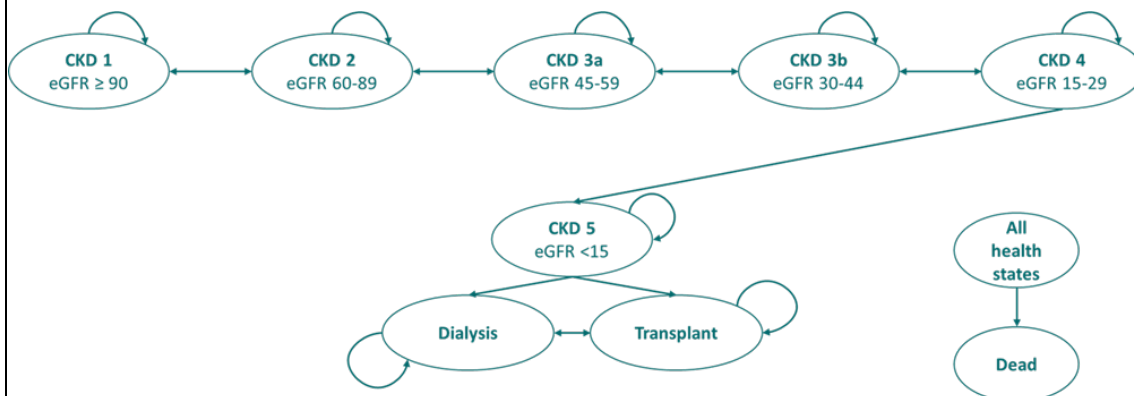 CKD 1
eGFR ≥ 90
CKD 2
eGFR 60-89
CKD 3a
eGFR 45-59
CKD 3b
eGFR 30-44
CKD 4
eGFR 15-29
CKD 5
eGFR <15
All
health
states
Dialysis
Transplant
Dead